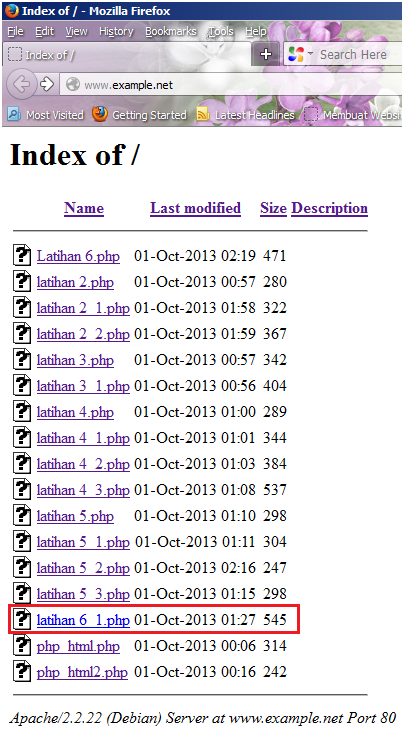 Index of / - Mozilla Firefox
File Edit View History Bookmarks Tools Help
Index of / + Search Here
www.example.net
Most Visited Getting Started Latest Headlines Membuat Websi
Index of /
Name Last modified Size Description
Latihan 6.php 01-Oct-2013 02:19 471
latihan 2.php 01-Oct-2013 00:57 280
latihan 2_1.php 01-Oct-2013 01:58 322
latihan 2_2.php 01-Oct-2013 01:59 367
latihan 3.php 01-Oct-2013 00:57 342
latihan 3_1.php 01-Oct-2013 00:56 404
latihan 4.php 01-Oct-2013 01:00 289
latihan 4_1.php 01-Oct-2013 01:01 344
latihan 4_2.php 01-Oct-2013 01:03 384
latihan 4_3.php 01-Oct-2013 01:08 537
latihan 5.php 01-Oct-2013 01:10 298
latihan 5_1.php 01-Oct-2013 01:11 304
latihan 5_2.php 01-Oct-2013 02:16 247
latihan 5_3.php 01-Oct-2013 01:15 298
latihan 6_1.php 01-Oct-2013 01:27 545
php_html.php 01-Oct-2013 00:06 314
php_html2.php 01-Oct-2013 00:16 242
Apache/2.2.22 (Debian) Server at www.example.net Port 80